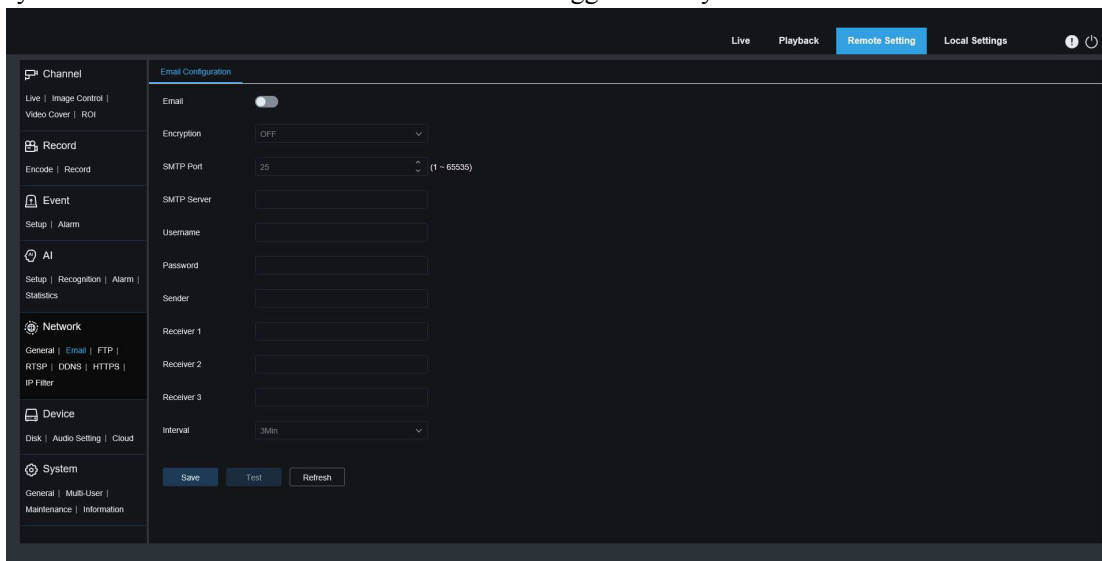 Live Playback Remote Setting Local Settings
Channel
Live | Image Control |
Video Cover | ROI
Record
Encode | Record
Event
Setup | Alarm
AI
Setup | Recognition | Alarm |
Statistics
Network
General | Email | FTP |
RTSP | DDNS | HTTPS |
IP Filter
Device
Disk | Audio Setting | Cloud
System
General | Multi-User |
Maintenance | Information
Email Configuration
Email
Encryption OFF
SMTP Port 25 (1 ~ 65535)
SMTP Server
Username
Password
Sender
Receiver 1
Receiver 2
Receiver 3
Interval 3Min
Save Test Refresh